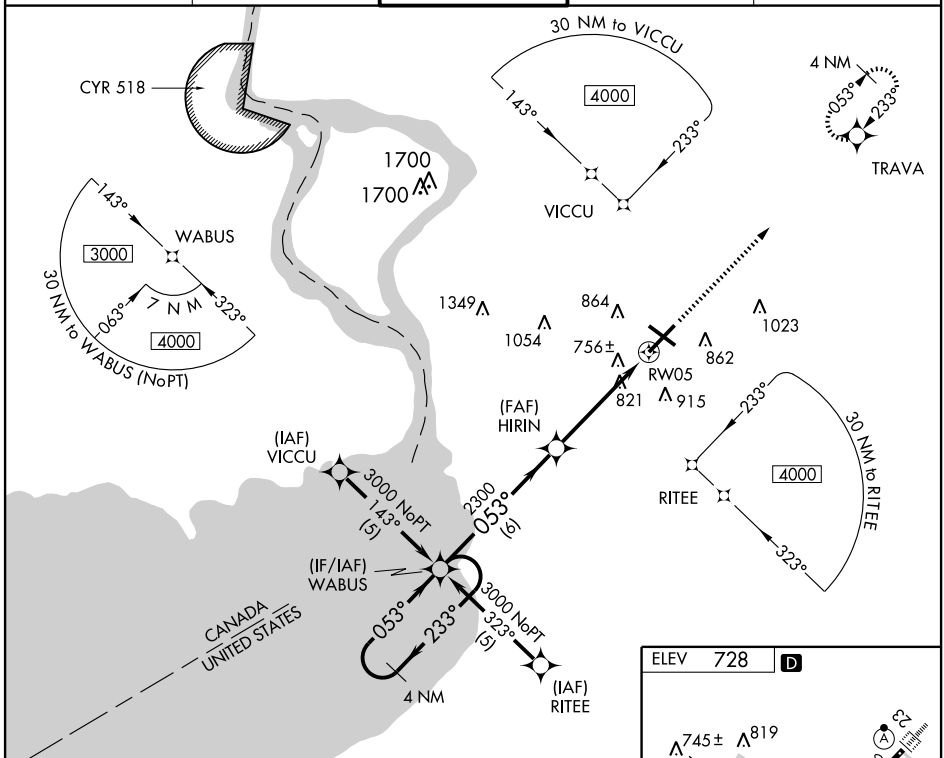 30 NM to VICCU
4000
143°
233°
VICCU
4 NM
053°
233°
TRAVA
CYR 518
1700
1700
143°
WABUS
3000
7 NM
063°
323°
4000
30 NM to WABUS (NoPT)
1349
1054
864
756±
1023
862
RW05
821
915
(FAF)
HIRIN
233°
30 NM to RITEE
4000
RITEE
323°
(IAF)
VICCU
3000 NoPT
143°
(5)
2300
053°
(6)
(IF/IAF)
WABUS
053°
233°
4 NM
3000 NoPT
323°
(5)
(IAF)
RITEE
CANADA
UNITED STATES
ELEV 728 D
745± 819
A
23